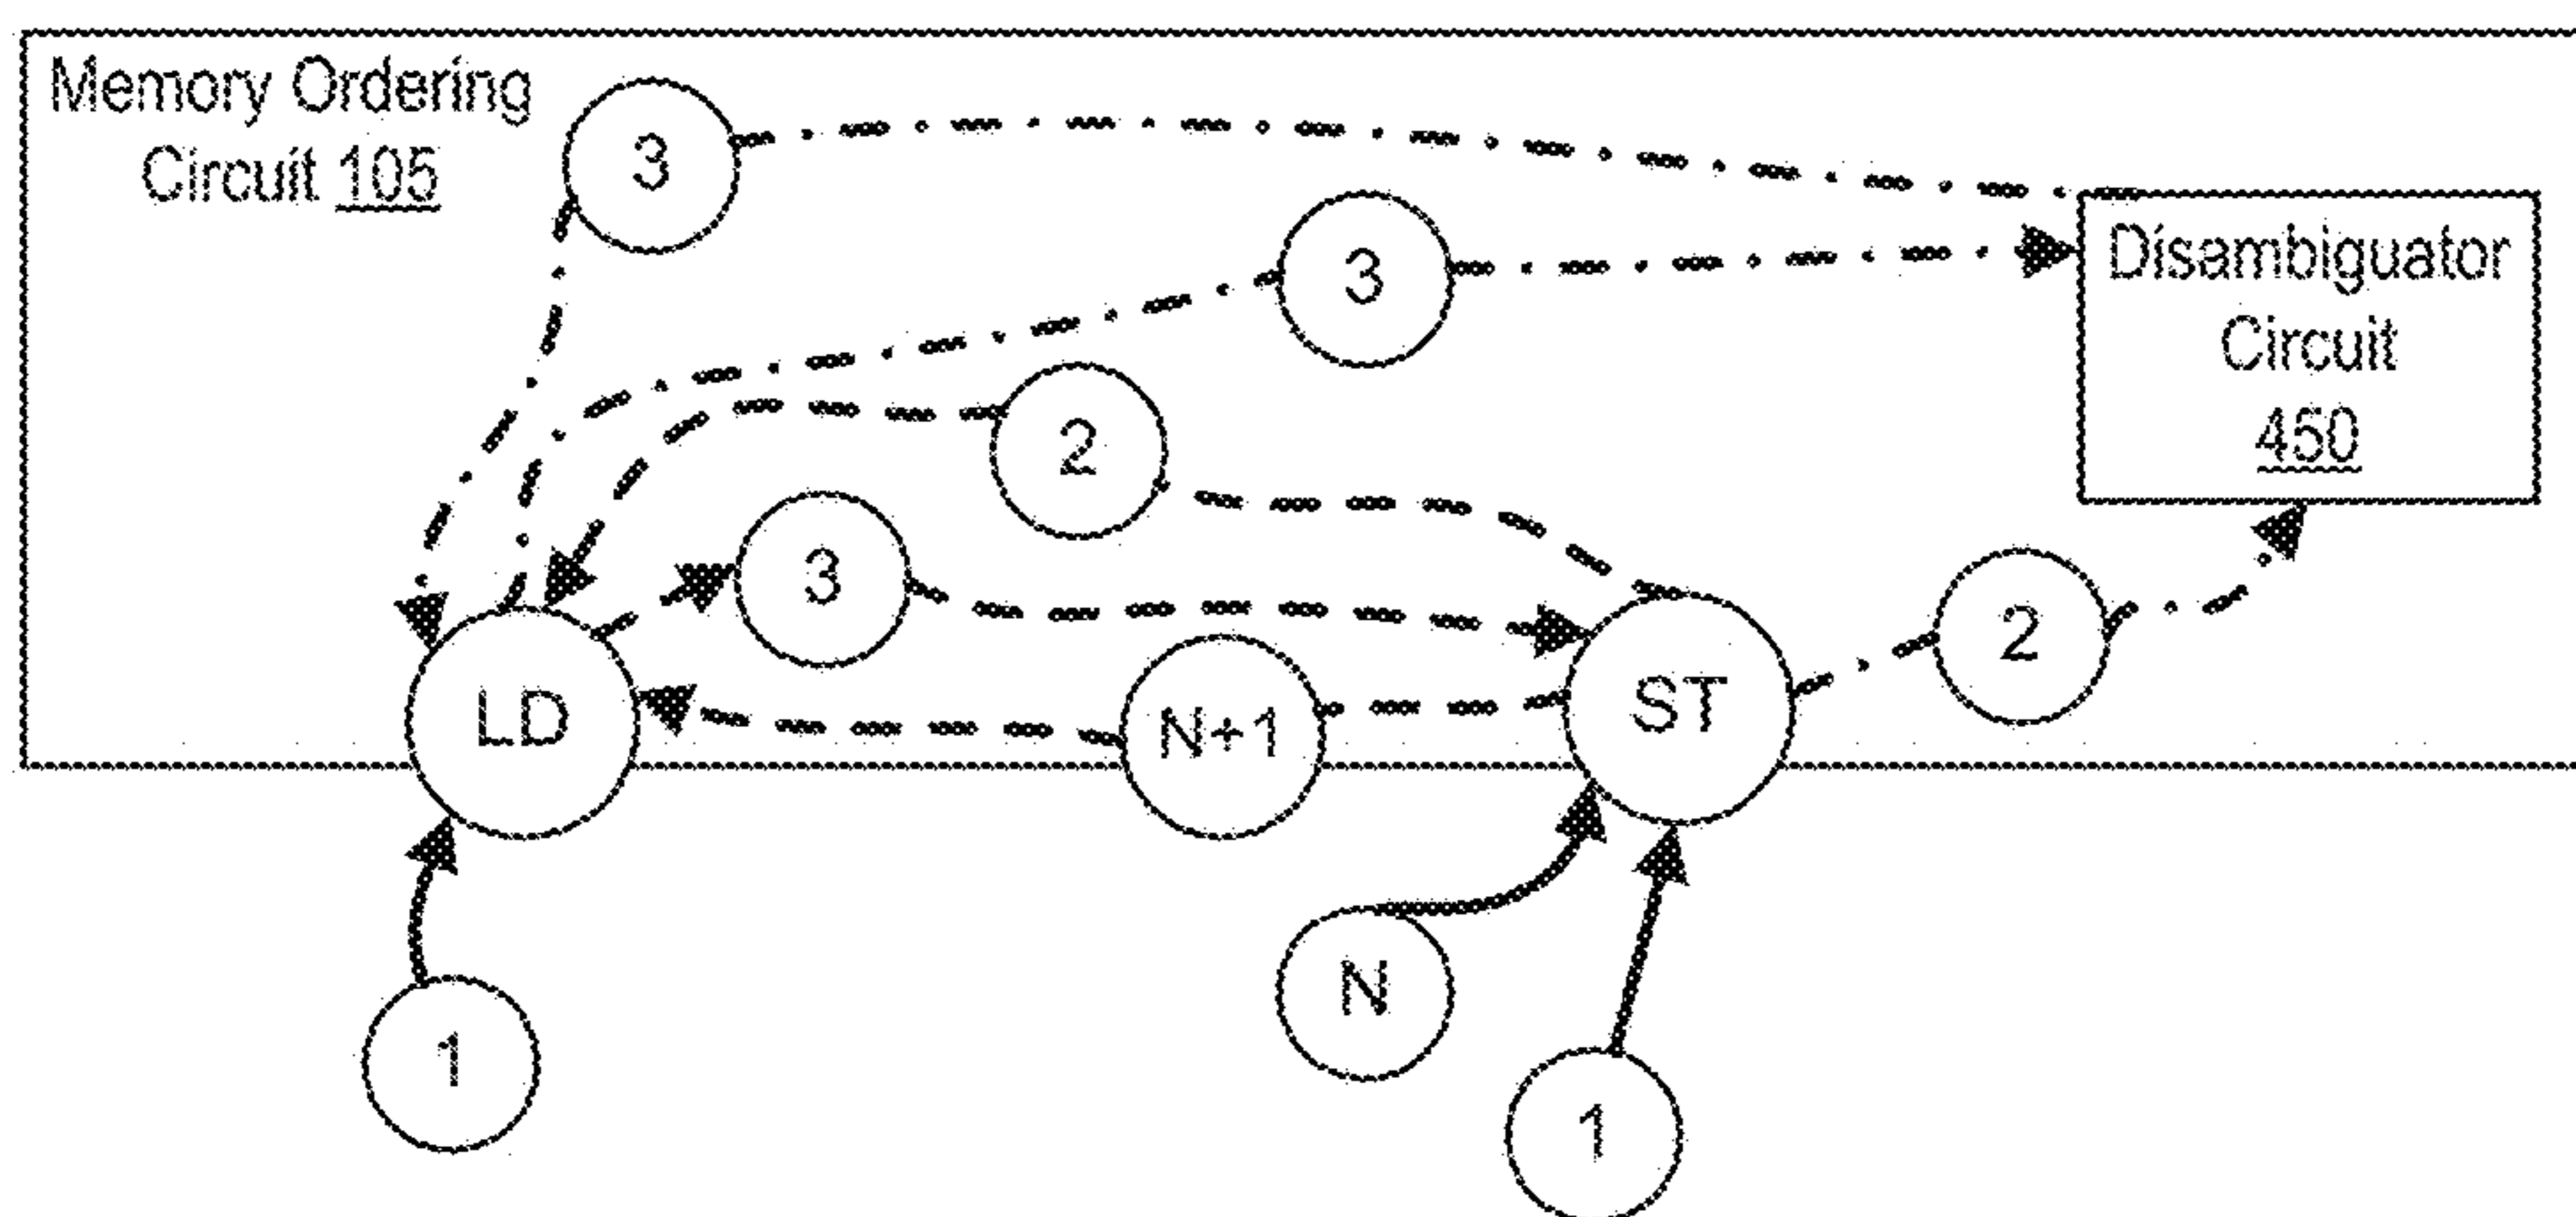 Memory Ordering
Circuit 105
3
3
Disambiguator
Circuit
450
2
3
2
LD
N+1
ST
N
1
1